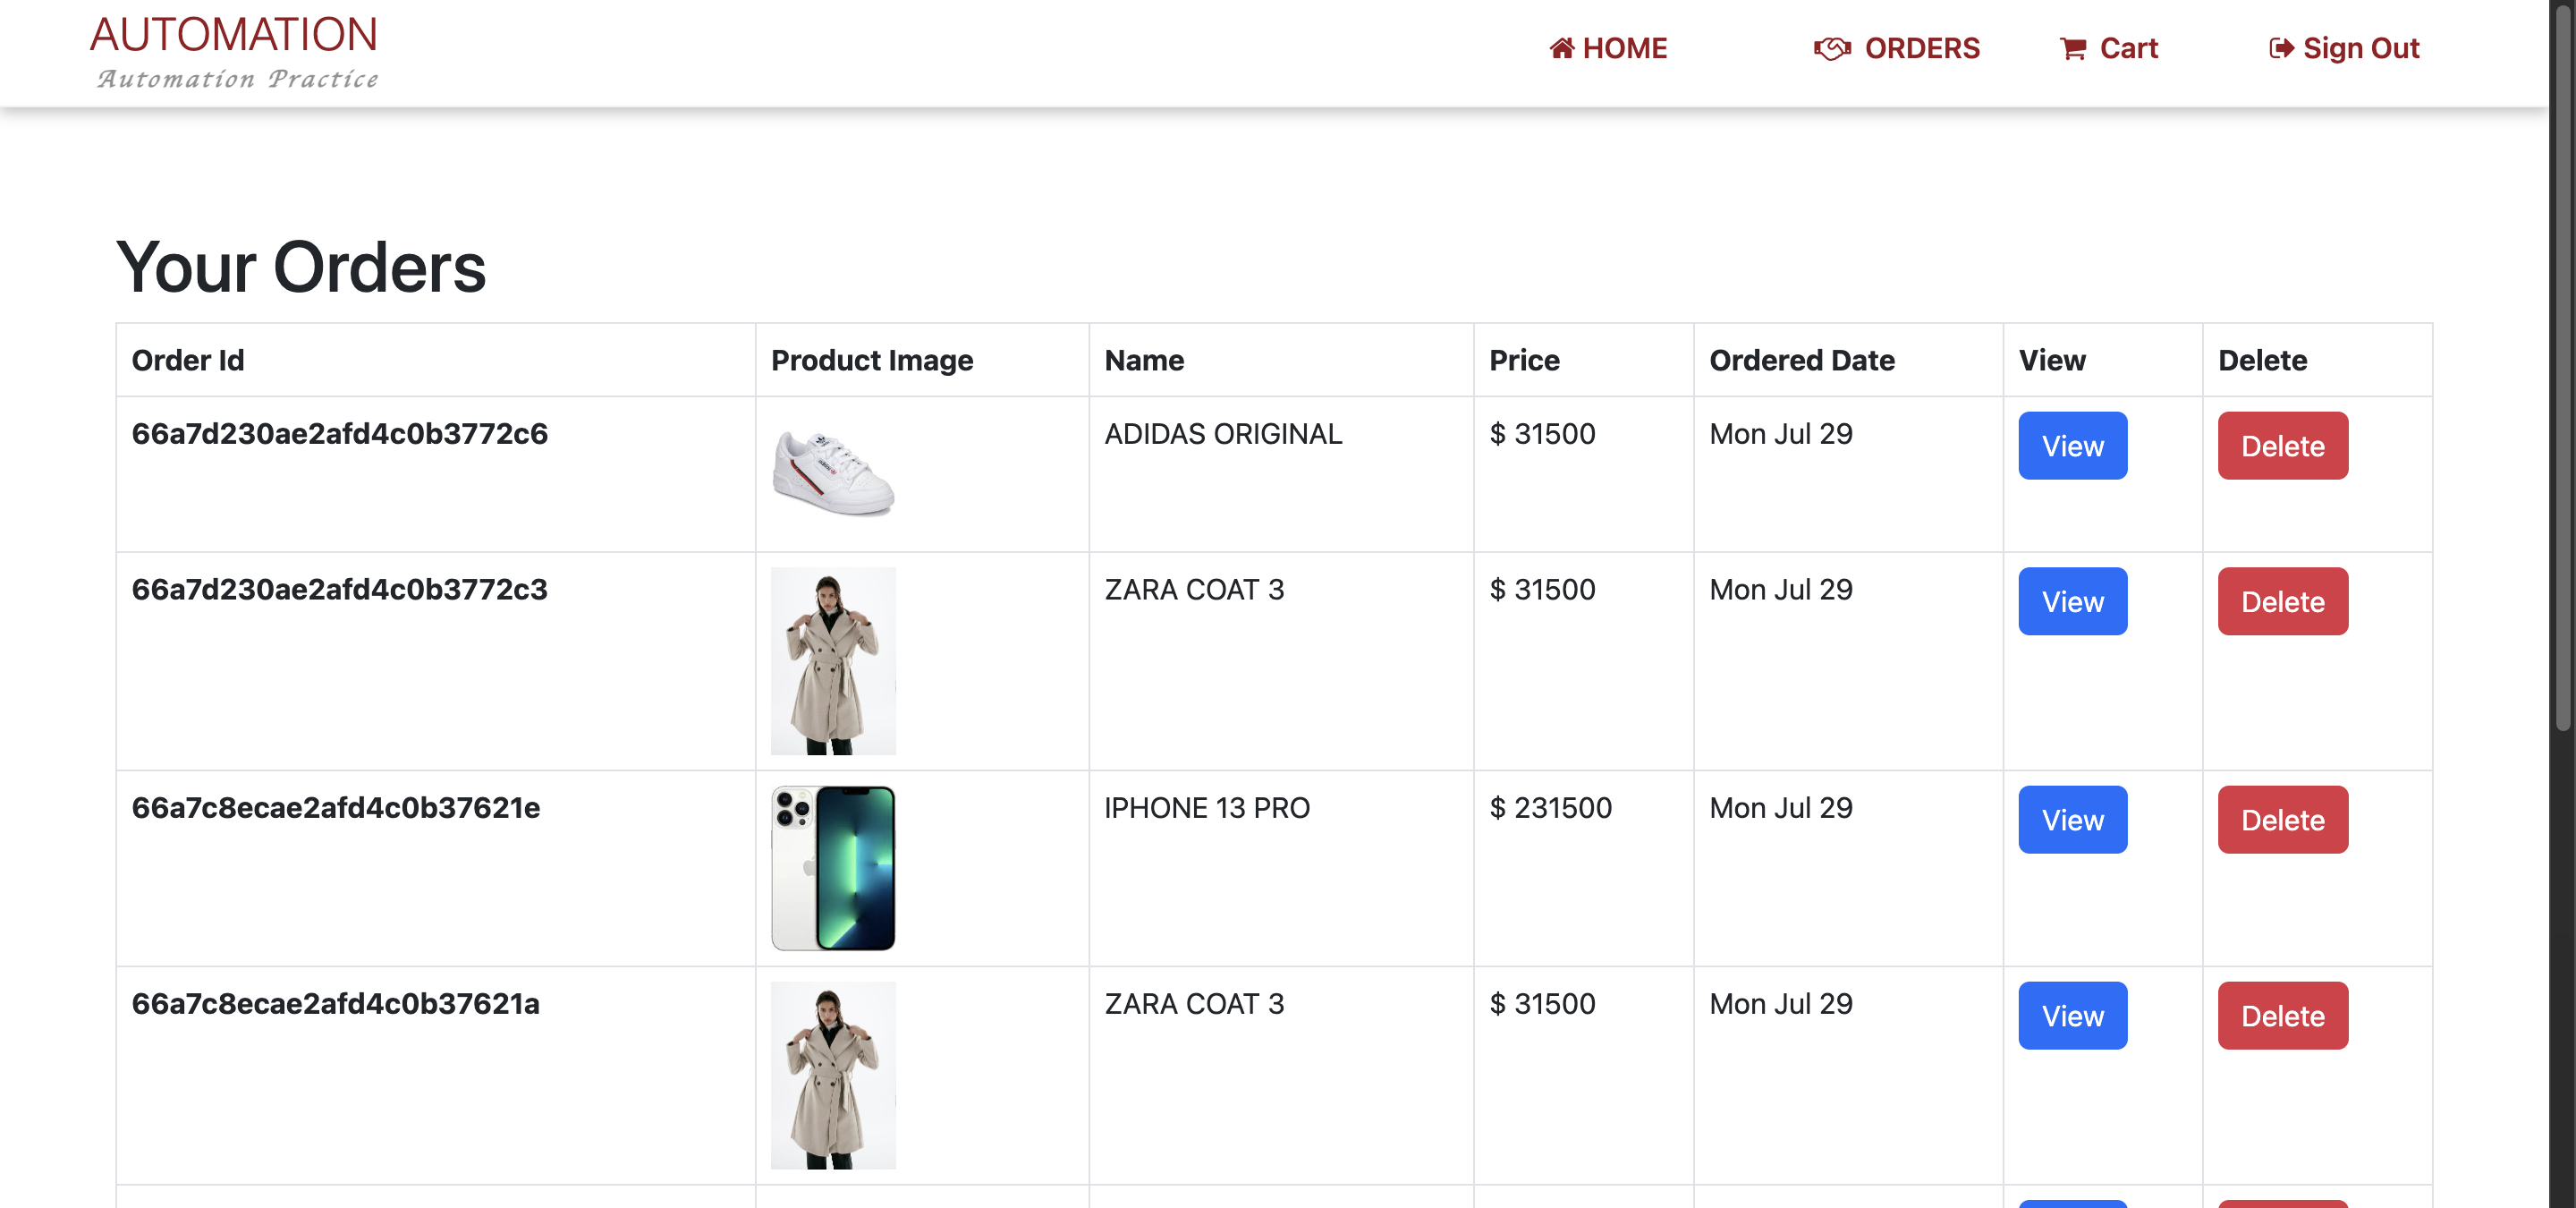 AUTOMATION
Automation Practice
HOME ORDERS Cart Sign Out
Your Orders
Order Id Product Image Name Price Ordered Date View Delete
66a7d230ae2afd4c0b3772c6 ADIDAS ORIGINAL $ 31500 Mon Jul 29 View Delete
66a7d230ae2afd4c0b3772c3 ZARA COAT 3 $ 31500 Mon Jul 29 View Delete
66a7c8ecae2afd4c0b37621e IPHONE 13 PRO $ 231500 Mon Jul 29 View Delete
66a7c8ecae2afd4c0b37621a ZARA COAT 3 $ 31500 Mon Jul 29 View Delete